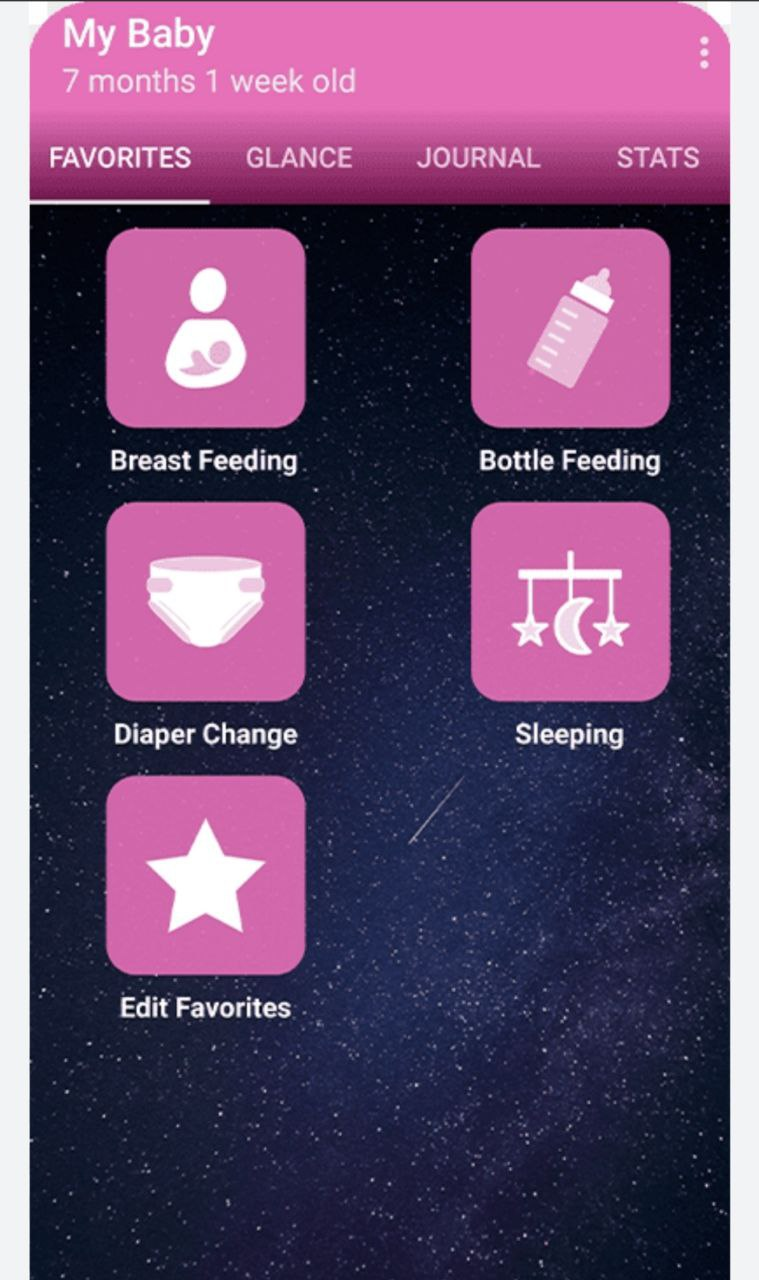 My Baby
7 months 1 week old
FAVORITES GLANCE JOURNAL STATS
Breast Feeding Bottle Feeding
Diaper Change Sleeping
Edit Favorites